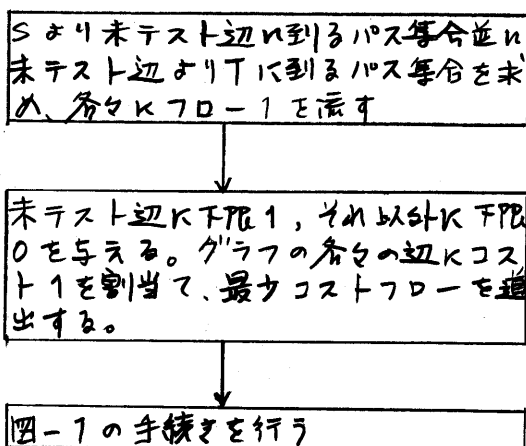 Sより未テスト辺に到るパス集合並に
未テスト辺よりTに到るパス集合を求
め、各々にフロー1を流す
未テスト辺に下限1，それ以外に下限
0を与える。グラフの各々の辺にコス
ト1を割当て、最少コストフローを追
出する。
図-1の手続きを行う